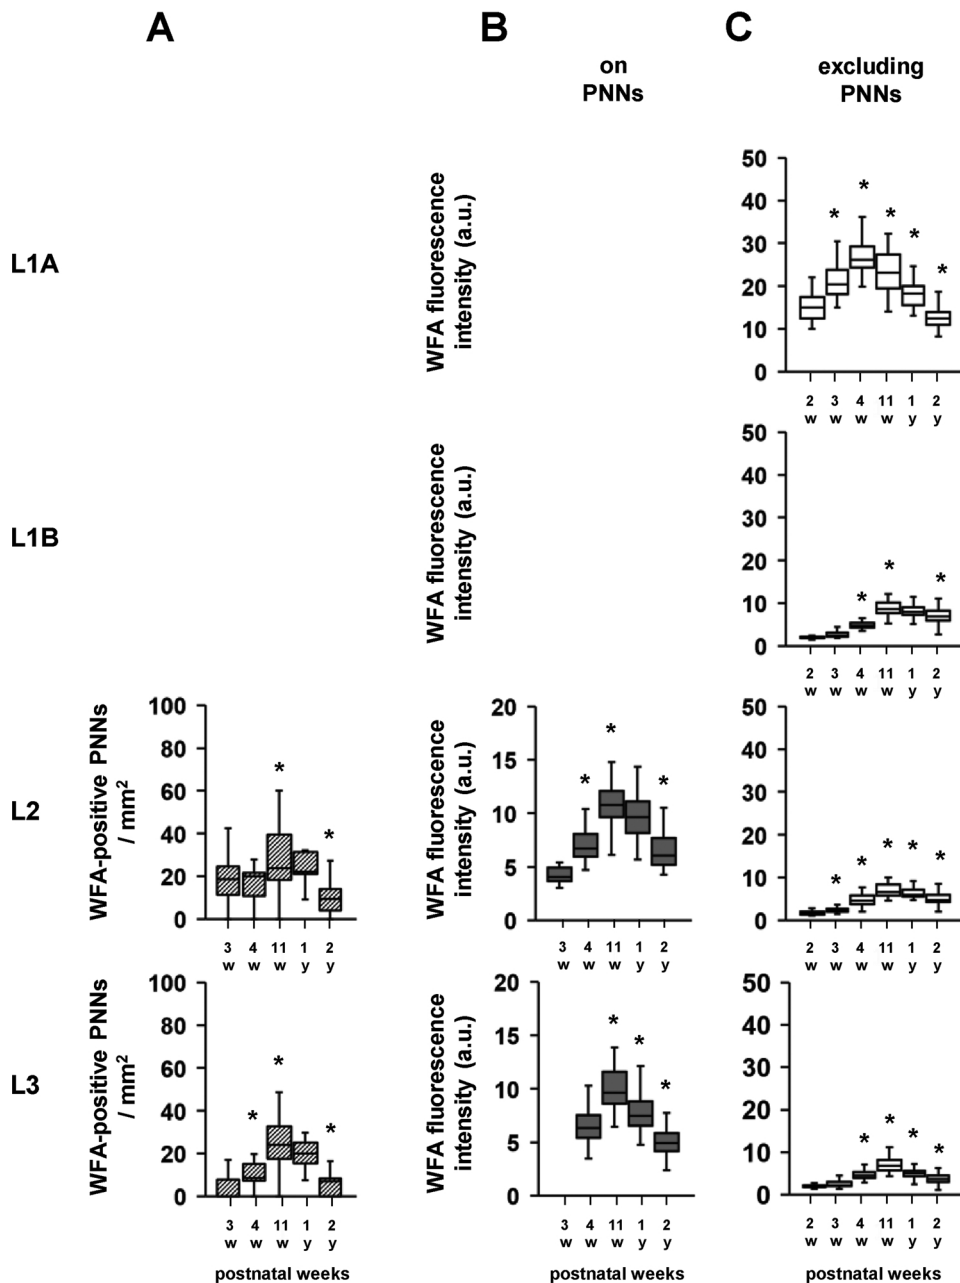 A
B
C
on
PNNs
excluding
PNNs
L1A
WFA fluorescence
intensity (a.u.)
50
*
40
*
*
*
30
*
20
10
0
2 3 4 11 1 2
w w w w y y
L1B
WFA fluorescence
intensity (a.u.)
50
40
30
20
*
*
*
10
0
2 3 4 11 1 2
w w w w y y
L2
WFA-positive PNNs
/ mm²
100
80
*
60
40
*
20
0
3 4 11 1 2
w w w y y
WFA fluorescence
intensity (a.u.)
20
*
15
*
*
10
5
0
3 4 11 1 2
w w w y y
50
40
30
20
*
*
*
*
*
10
0
2 3 4 11 1 2
w w w w y y
L3
WFA-positive PNNs
/ mm²
100
80
60
*
40
*
*
20
0
3 4 11 1 2
w w w y y
postnatal weeks
WFA fluorescence
intensity (a.u.)
20
*
15
*
*
10
5
0
3 4 11 1 2
w w w y y
postnatal weeks
50
40
30
20
*
*
*
*
10
0
2 3 4 11 1 2
w w w w y y
postnatal weeks